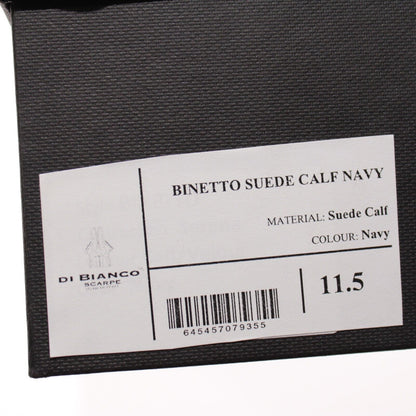 BINETTO SUEDE CALF NAVY
MATERIAL: Suede Calf
COLOUR: Navy
DI BIANCO
SCARPE
645457079355
11.5